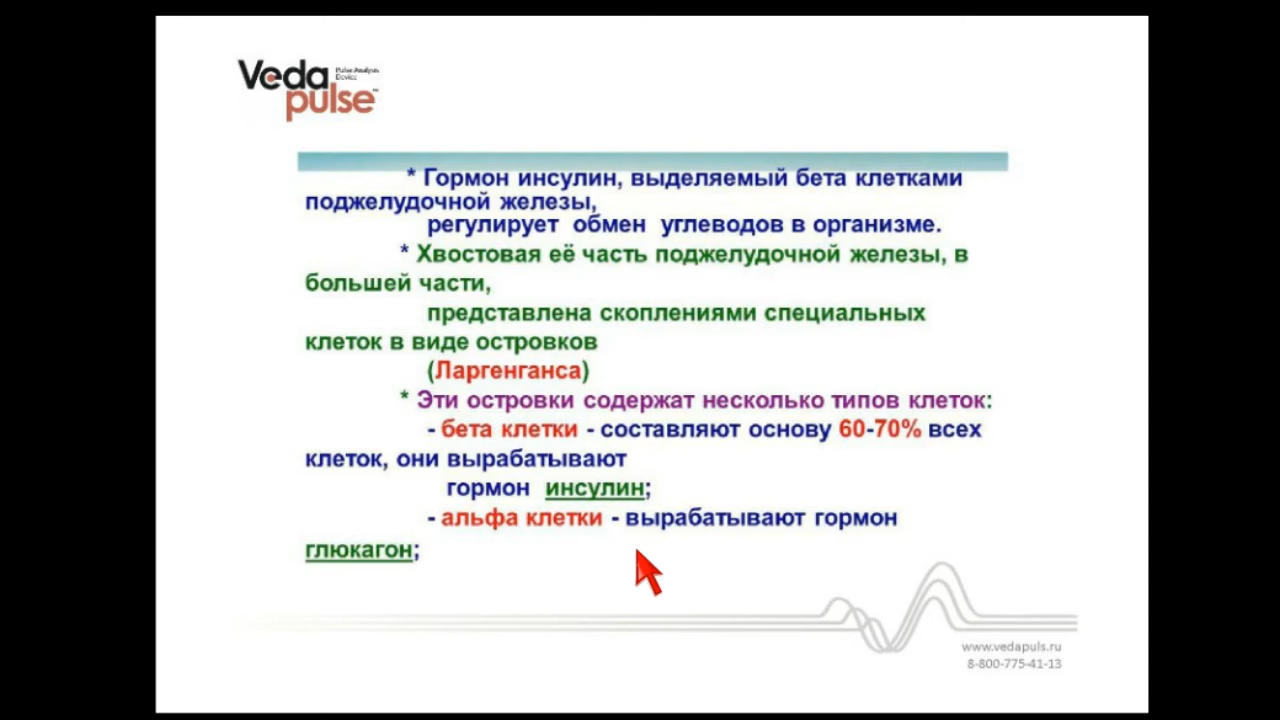 Veda Pulse Analysis
Device
pulse™
* Гормон инсулин, выделяемый бета клетками
поджелудочной железы,
регулирует обмен углеводов в организме.
* Хвостовая её часть поджелудочной железы, в
большей части,
представлена скоплениями специальных
клеток в виде островков
(Ларгенганса)
* Эти островки содержат несколько типов клеток:
- бета клетки - составляют основу 60-70% всех
клеток, они вырабатывают
гормон инсулин;
- альфа клетки - вырабатывают гормон
глюкагон;
www.vedapuls.ru
8-800-775-41-13